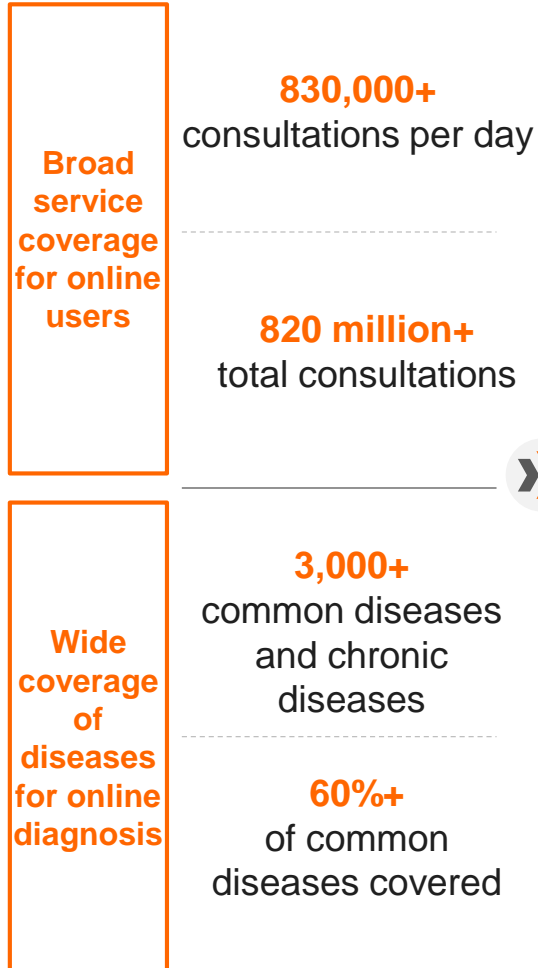 Broad
service
coverage
for online
users
830,000+
consultations per day
820 million+
total consultations
Wide
coverage
of
diseases
for online
diagnosis
3,000+
common diseases
and chronic
diseases
60%+
of common
diseases covered